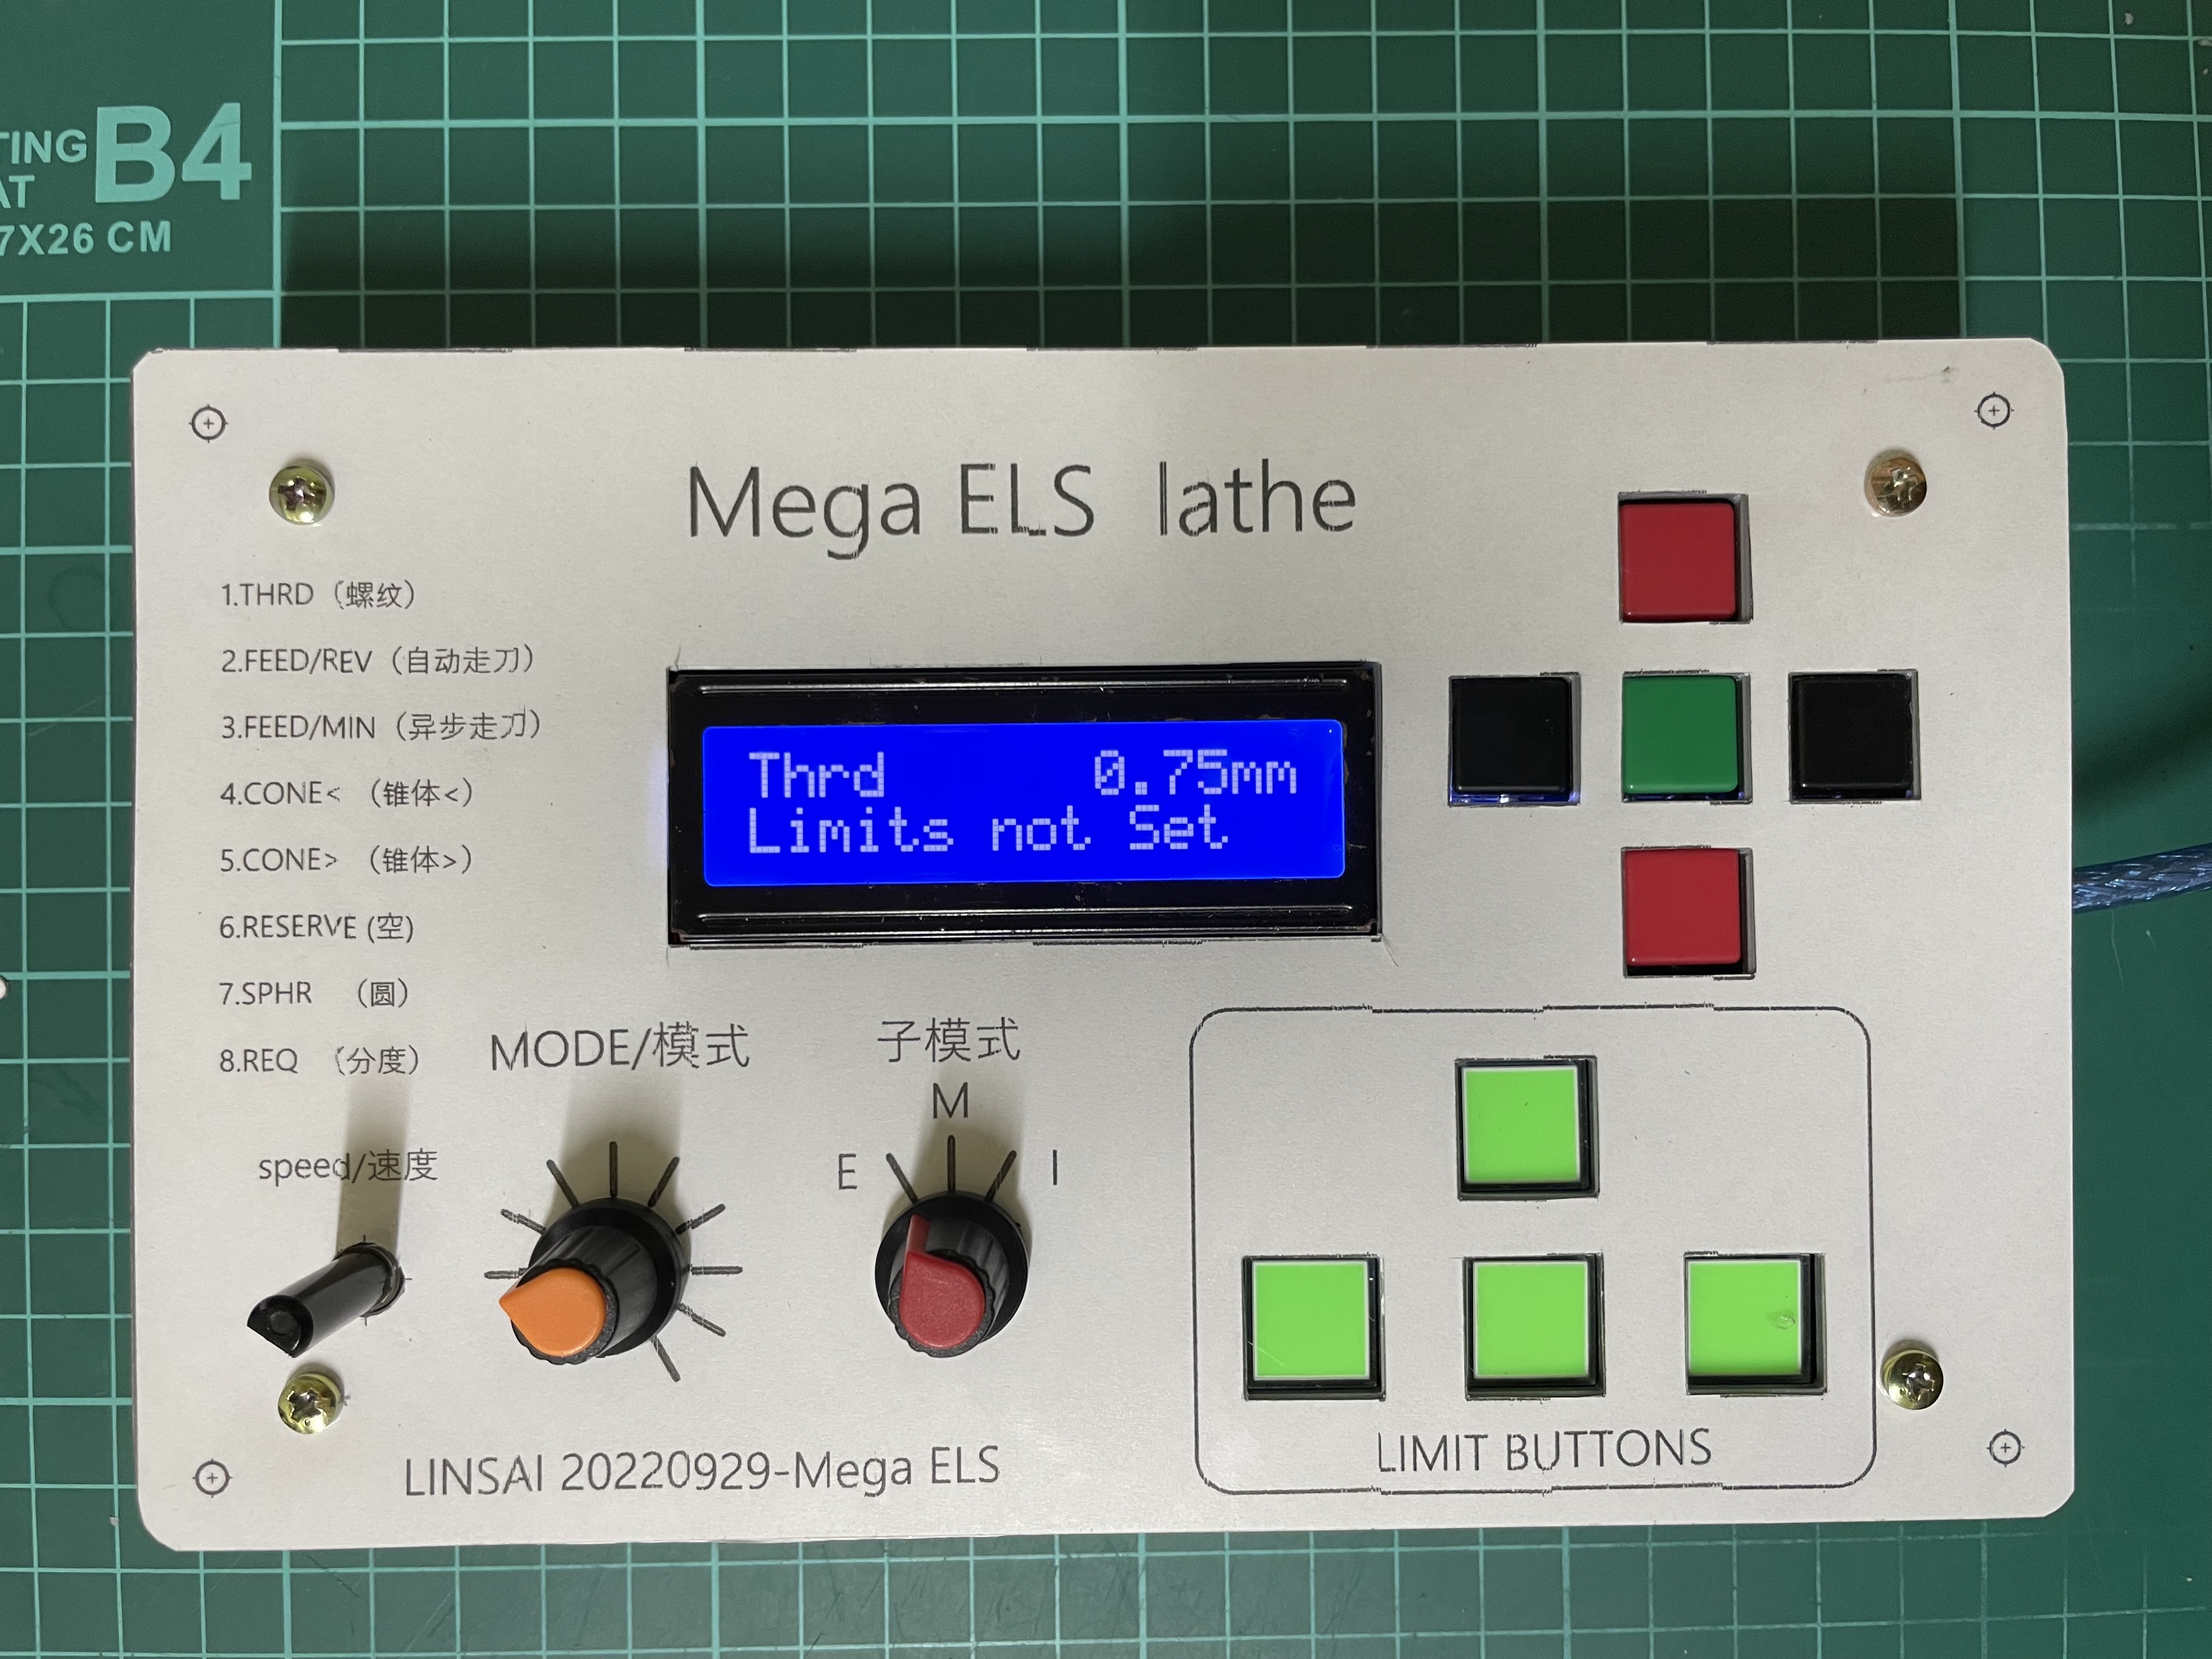 TING B4
AT
7X26 CM
Mega ELS lathe
1.THRD（螺纹）
2.FEED/REV（自动走刀）
3.FEED/MIN（异步走刀）
4.CONE<（锥体<）
5.CONE>（锥体>）
6.RESERVE (空)
7.SPHR（圆）
8.REQ（分度）
Thrd 0.75mm
Limits not Set
MODE/模式
子模式
M
E I
speed/速度
LIMIT BUTTONS
LINSAI 20220929-Mega ELS